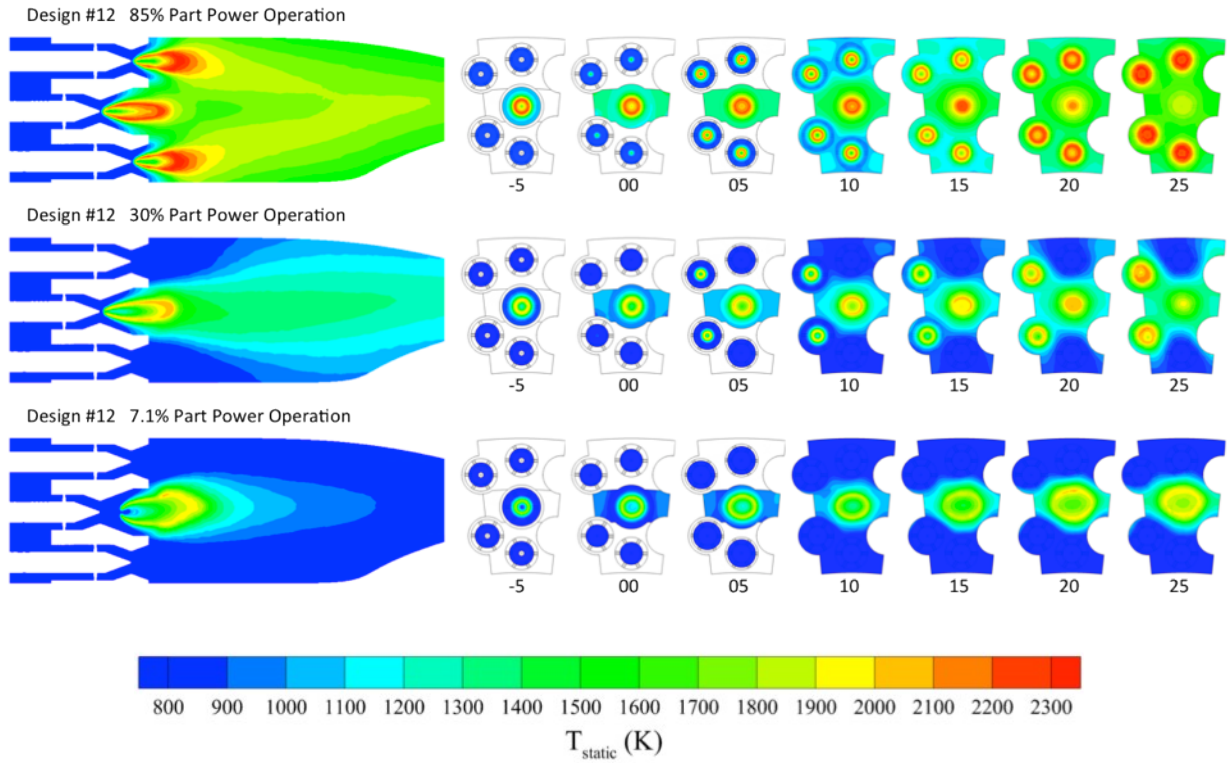 Design #12 85% Part Power Operation
-5 00 05 10 15 20 25
Design #12 30% Part Power Operation
-5 00 05 10 15 20 25
Design #12 7.1% Part Power Operation
-5 00 05 10 15 20 25
800 900 1000 1100 1200 1300 1400 1500 1600 1700 1800 1900 2000 2100 2200 2300
T_static (K)